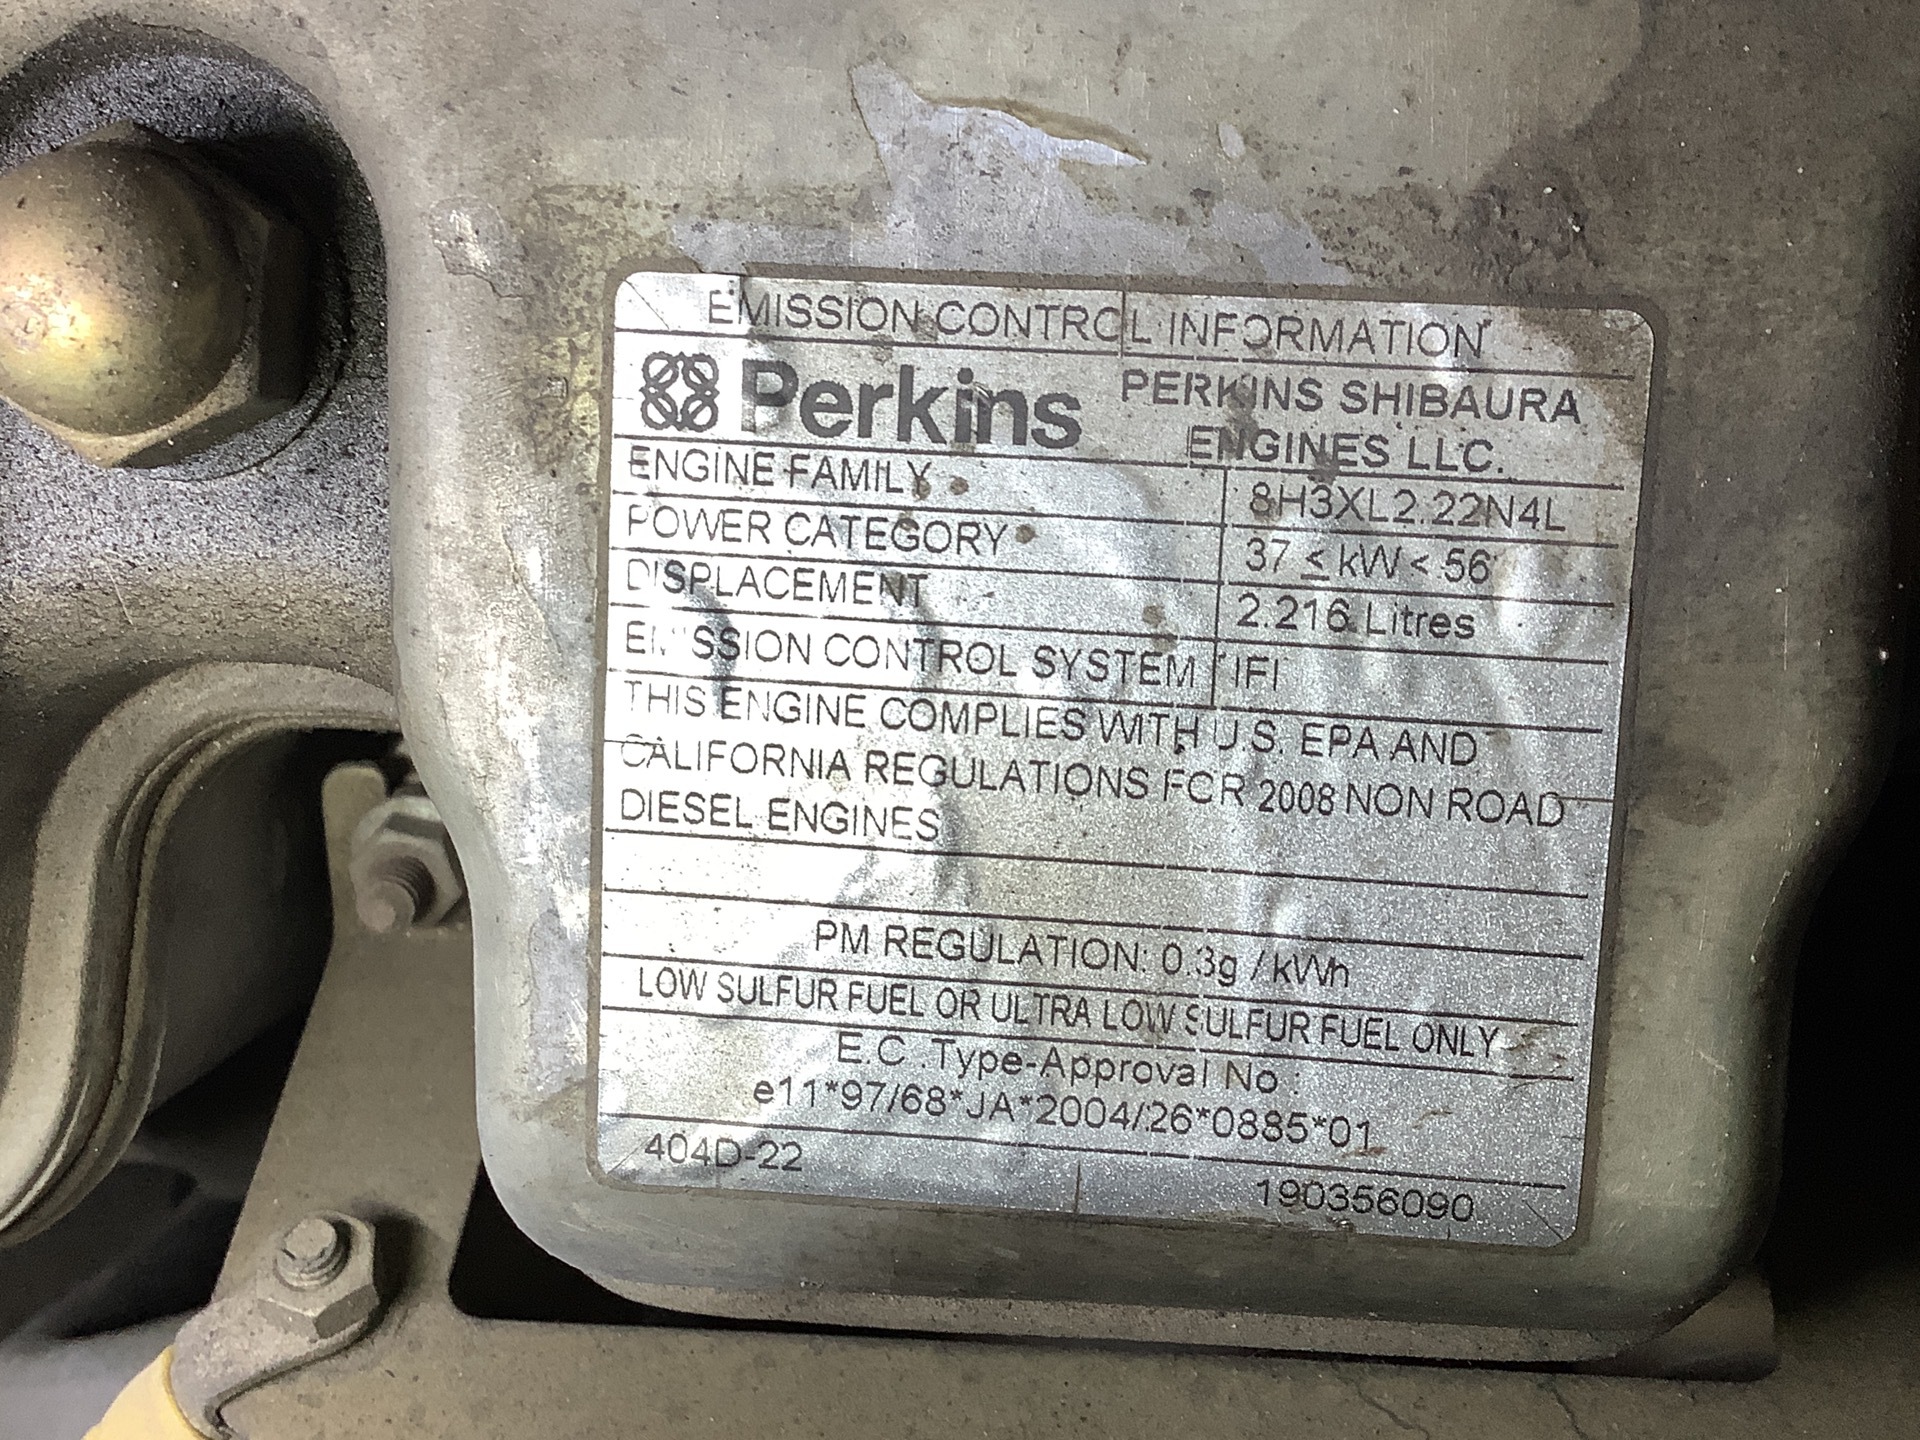 EMISSION CONTROL INFORMATION
Perkins
PERKINS SHIBAURA
ENGINES LLC.
ENGINE FAMILY 8H3XL2.22N4L
POWER CATEGORY 37 ≤ kW < 56
DISPLACEMENT 2.216 Litres
EMISSION CONTROL SYSTEM IFI
THIS ENGINE COMPLIES WITH U.S. EPA AND
CALIFORNIA REGULATIONS FOR 2008 NON ROAD
DIESEL ENGINES
PM REGULATION: 0.3g / kWh
LOW SULFUR FUEL OR ULTRA LOW SULFUR FUEL ONLY
E.C .Type-Approval No :
e11*97/68*JA*2004/26*0885*01
404D-22
190356090